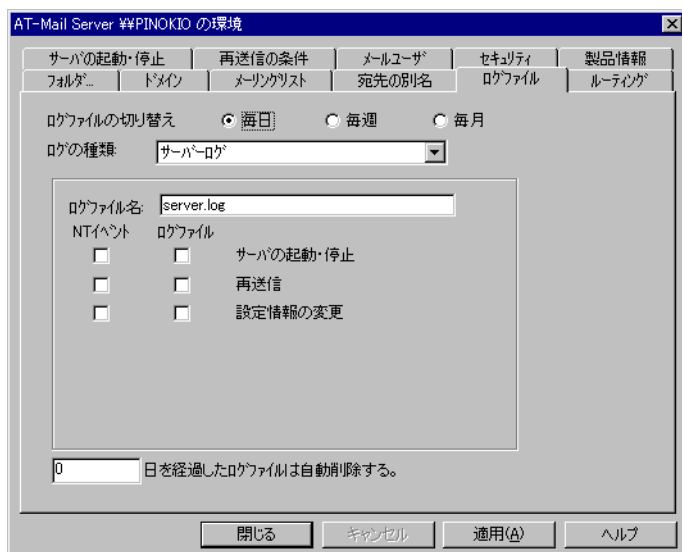 AT-Mail Server ¥¥PINOKIO の環境
サーバの起動・停止 再送信の条件 メールユーザ セキュリティ 製品情報
フォルダ... ドメイン メーリングリスト 宛先の別名 ログファイル ルーティング
ログファイルの切り替え 毎日 毎週 毎月
ログの種類: サーバーログ
ログファイル名: server.log
NTイベント ログファイル
サーバの起動・停止
再送信
設定情報の変更
0 日を経過したログファイルは自動削除する。
閉じる キャンセル 適用(A) ヘルプ